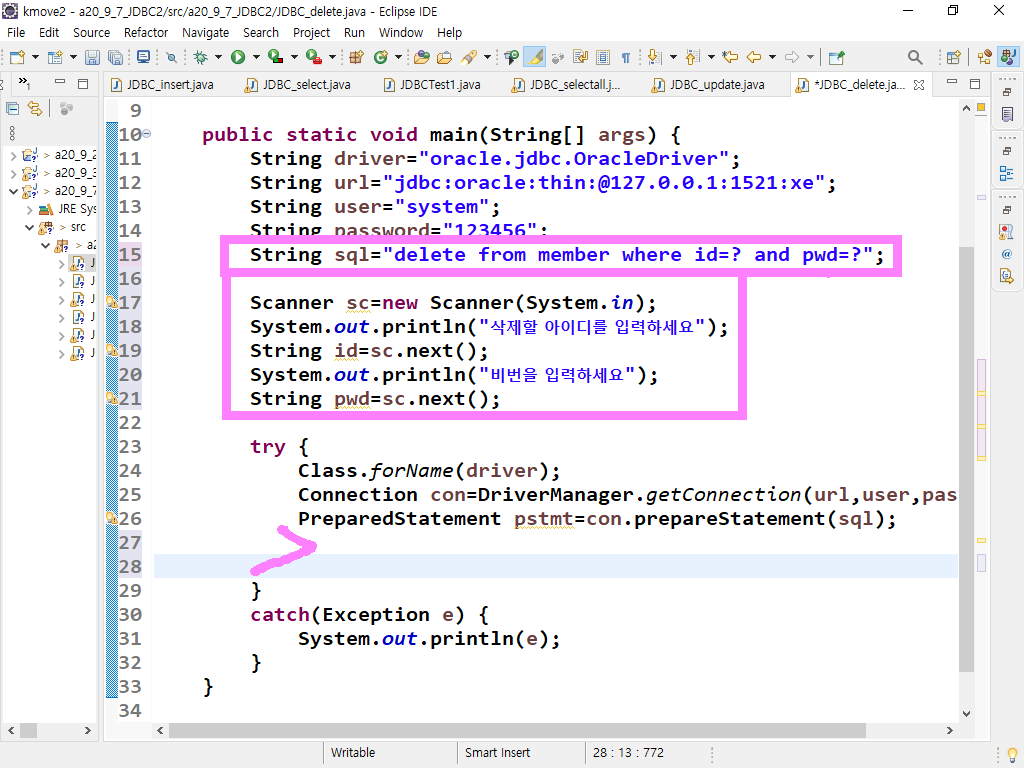 kmove2 - a20_9_7_JDBC2/src/a20_9_7_JDBC2/JDBC_delete.java - Eclipse IDE
File Edit Source Refactor Navigate Search Project Run Window Help
JDBC_insert.java JDBC_select.java JDBCTest1.java JDBC_selectall.j... JDBC_update.java *JDBC_delete.ja...
> a20_9_2
> a20_9_3
> a20_9_7
JRE Sy
> src
> a2
J
J
J
J
J
J
9
10 public static void main(String[] args) {
11 String driver="oracle.jdbc.OracleDriver";
12 String url="jdbc:oracle:thin:@127.0.0.1:1521:xe";
13 String user="system";
14 String password="123456";
15 String sql="delete from member where id=? and pwd=?";
16
17 Scanner sc=new Scanner(System.in);
18 System.out.println("삭제할 아이디를 입력하세요");
19 String id=sc.next();
20 System.out.println("비번을 입력하세요");
21 String pwd=sc.next();
22
23 try {
24 Class.forName(driver);
25 Connection con=DriverManager.getConnection(url,user,pas
26 PreparedStatement pstmt=con.prepareStatement(sql);
27
28
29 }
30 catch(Exception e) {
31 System.out.println(e);
32 }
33 }
34
Writable Smart Insert 28 : 13 : 772